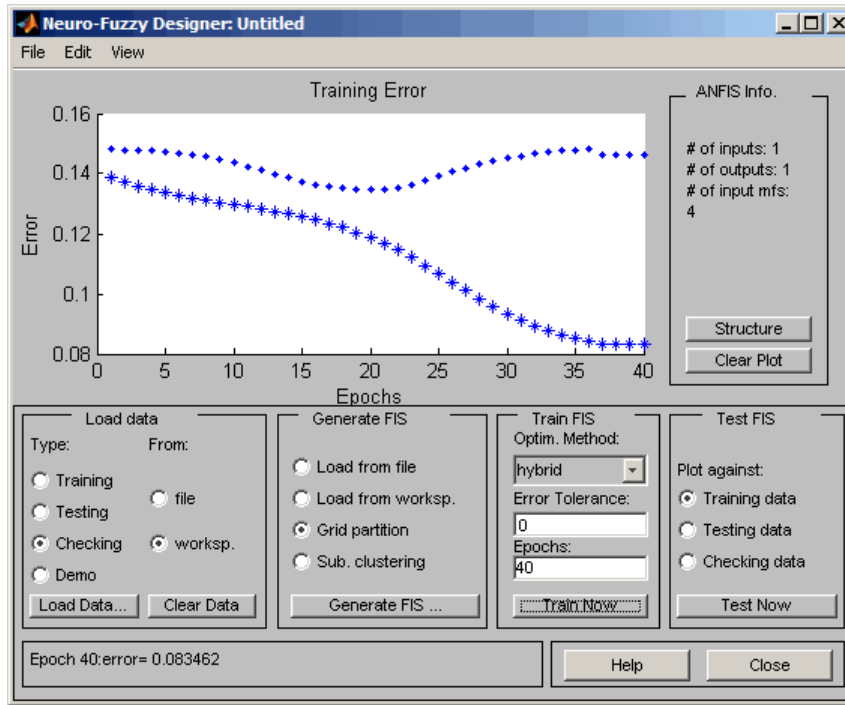 Neuro-Fuzzy Designer: Untitled
File Edit View
Training Error
0.16
0.14
0.12
0.1
0.08
Error
0 5 10 15 20 25 30 35 40
Epochs
ANFIS Info.
# of inputs: 1
# of outputs: 1
# of input mfs:
4
Structure
Clear Plot
Load data
Type: From:
Training
Testing
Checking
Demo
file
worksp.
Load Data... Clear Data
Generate FIS
Load from file
Load from worksp.
Grid partition
Sub. clustering
Generate FIS ...
Train FIS
Optim. Method:
hybrid
Error Tolerance:
0
Epochs:
40
Train Now
Test FIS
Plot against:
Training data
Testing data
Checking data
Test Now
Epoch 40:error= 0.083462
Help Close